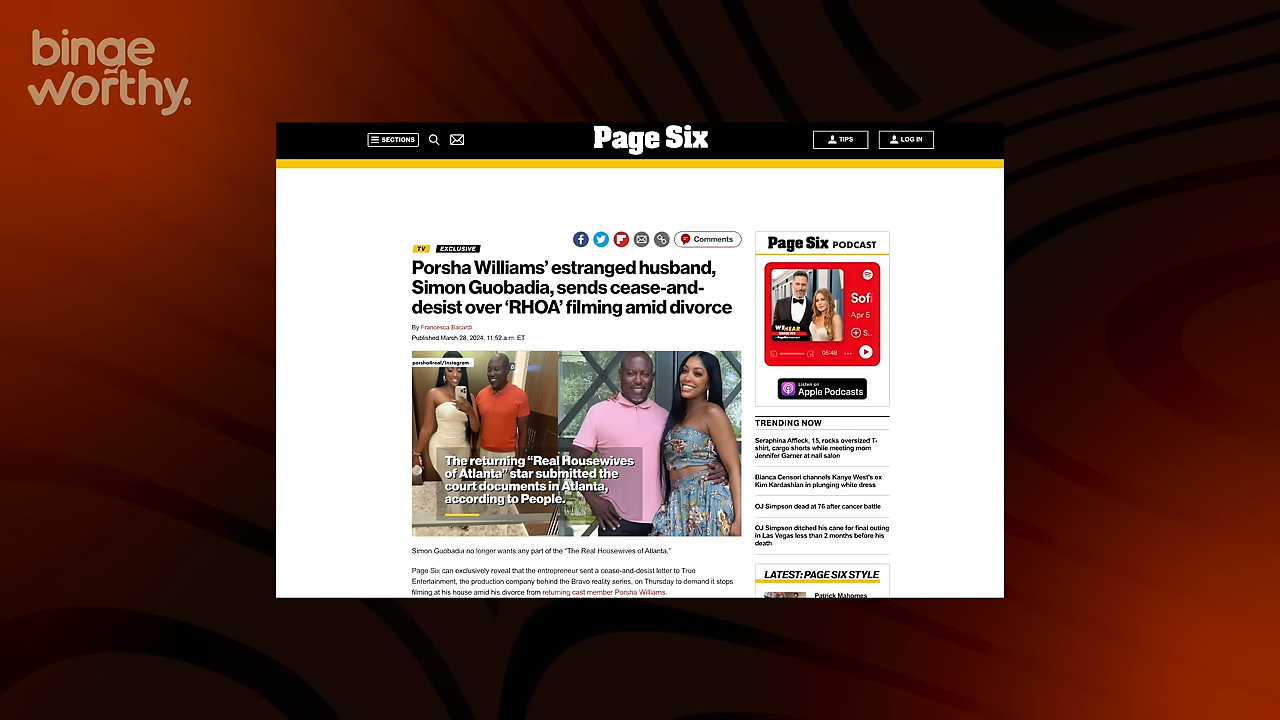 binge
worthy.
SECTIONS
Page Six
TIPS
LOG IN
TV EXCLUSIVE
Comments
Porsha Williams' estranged husband,
Simon Guobadia, sends cease-and-
desist over 'RHOA' filming amid divorce
By Francesca Bacardi
Published March 28, 2024, 11:52 a.m. ET
porsha4real/Instagram
The returning “Real Housewives
of Atlanta” star submitted the
court documents in Atlanta,
according to People.
Simon Guobadia no longer wants any part of the “The Real Housewives of Atlanta.”
Page Six can exclusively reveal that the entrepreneur sent a cease-and-desist letter to True
Entertainment, the production company behind the Bravo reality series, on Thursday to demand it stops
filming at his house amid his divorce from returning cast member Porsha Williams.
Page Six PODCAST
Sofi
Apr 5
S..
WE HEAR
05:48
Listen on
Apple Podcasts
TRENDING NOW
Seraphina Affleck, 15, rocks oversized T-
shirt, cargo shorts while meeting mom
Jennifer Garner at nail salon
Bianca Censori channels Kanye West's ex
Kim Kardashian in plunging white dress
OJ Simpson dead at 76 after cancer battle
OJ Simpson ditched his cane for final outing
in Las Vegas less than 2 months before his
death
LATEST: PAGE SIX STYLE
Patrick Mahomes